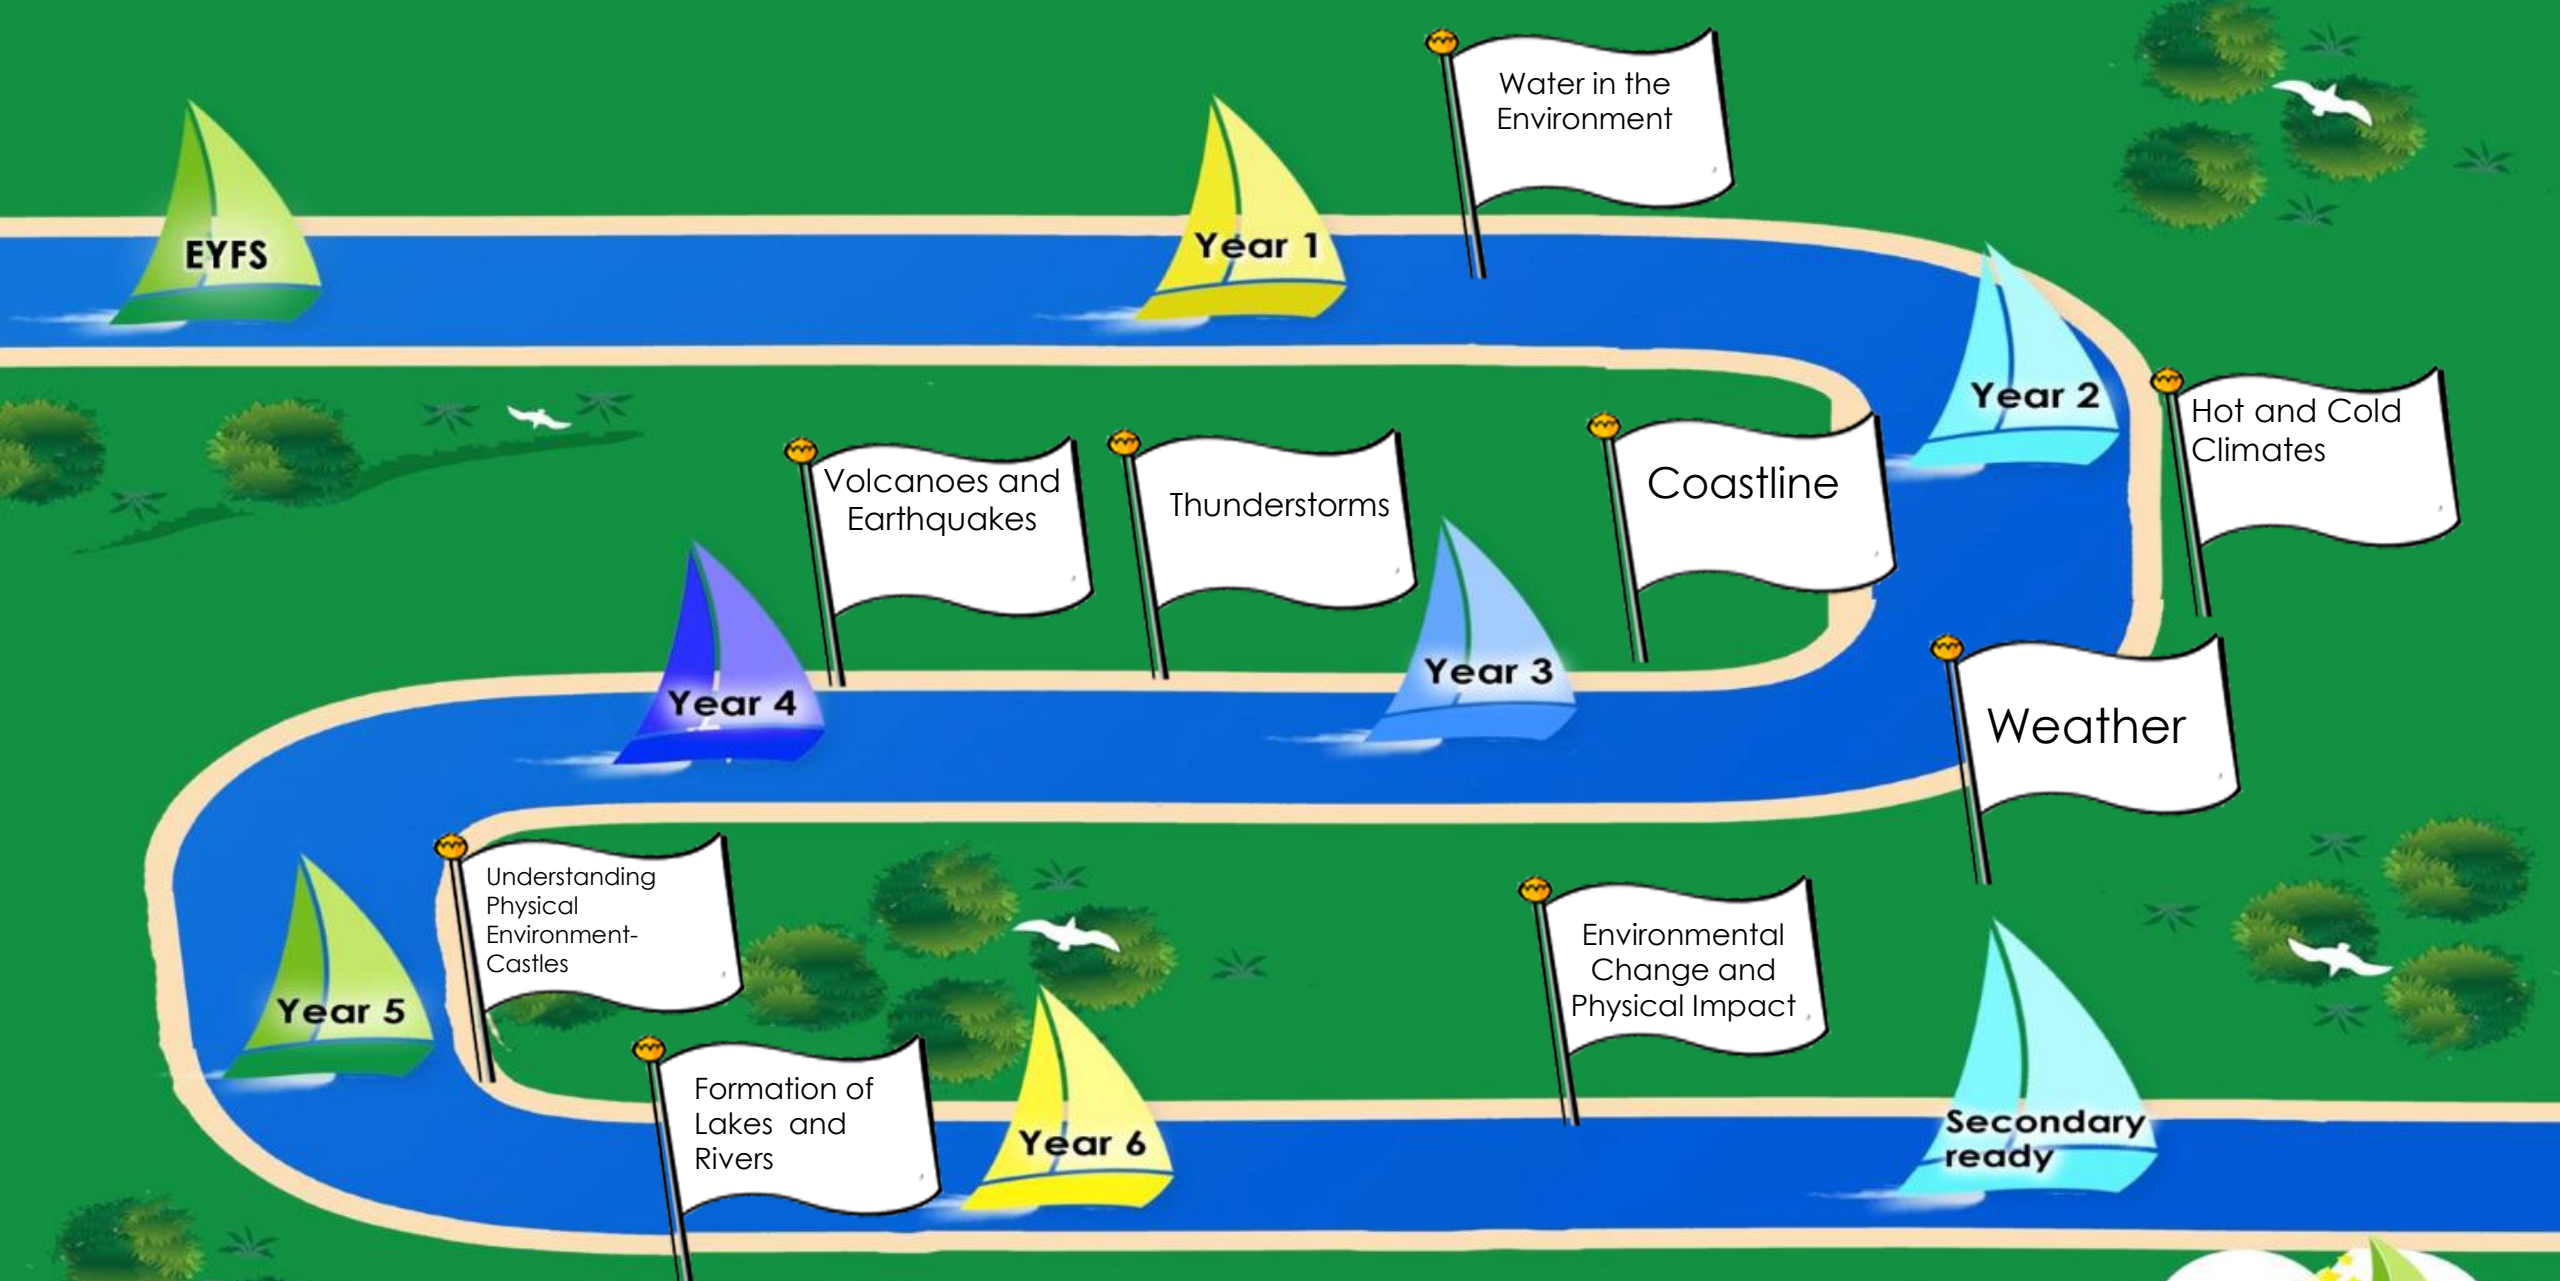 EYFS
Year 1
Water in the
Environment
Year 2
Hot and Cold
Climates
Weather
Coastline
Year 3
Thunderstorms
Volcanoes and
Earthquakes
Year 4
Year 5
Understanding
Physical
Environment-
Castles
Formation of
Lakes and
Rivers
Year 6
Environmental
Change and
Physical Impact
Secondary
ready